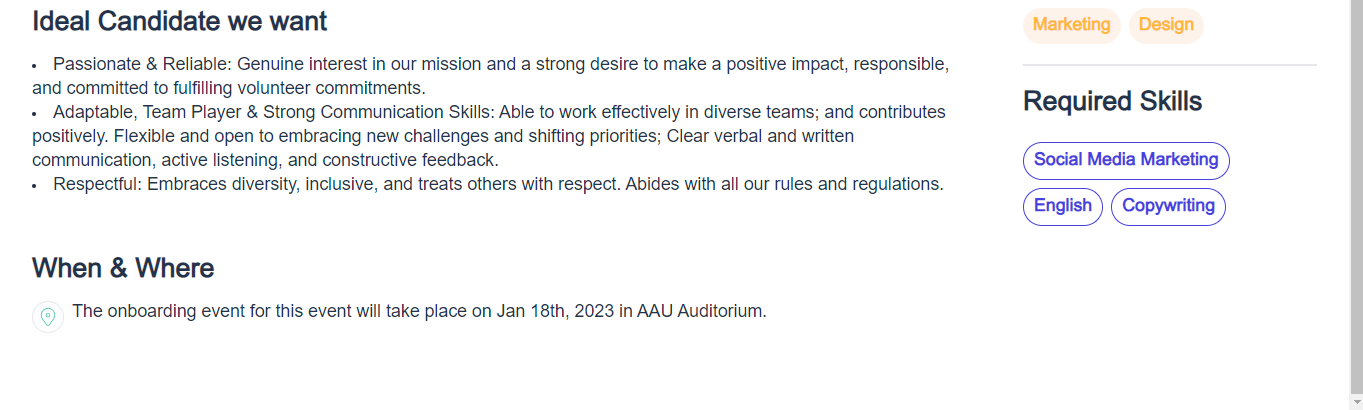 Ideal Candidate we want
• Passionate & Reliable: Genuine interest in our mission and a strong desire to make a positive impact, responsible,
and committed to fulfilling volunteer commitments.
• Adaptable, Team Player & Strong Communication Skills: Able to work effectively in diverse teams; and contributes
positively. Flexible and open to embracing new challenges and shifting priorities; Clear verbal and written
communication, active listening, and constructive feedback.
• Respectful: Embraces diversity, inclusive, and treats others with respect. Abides with all our rules and regulations.
When & Where
The onboarding event for this event will take place on Jan 18th, 2023 in AAU Auditorium.
Marketing Design
Required Skills
Social Media Marketing
English Copywriting